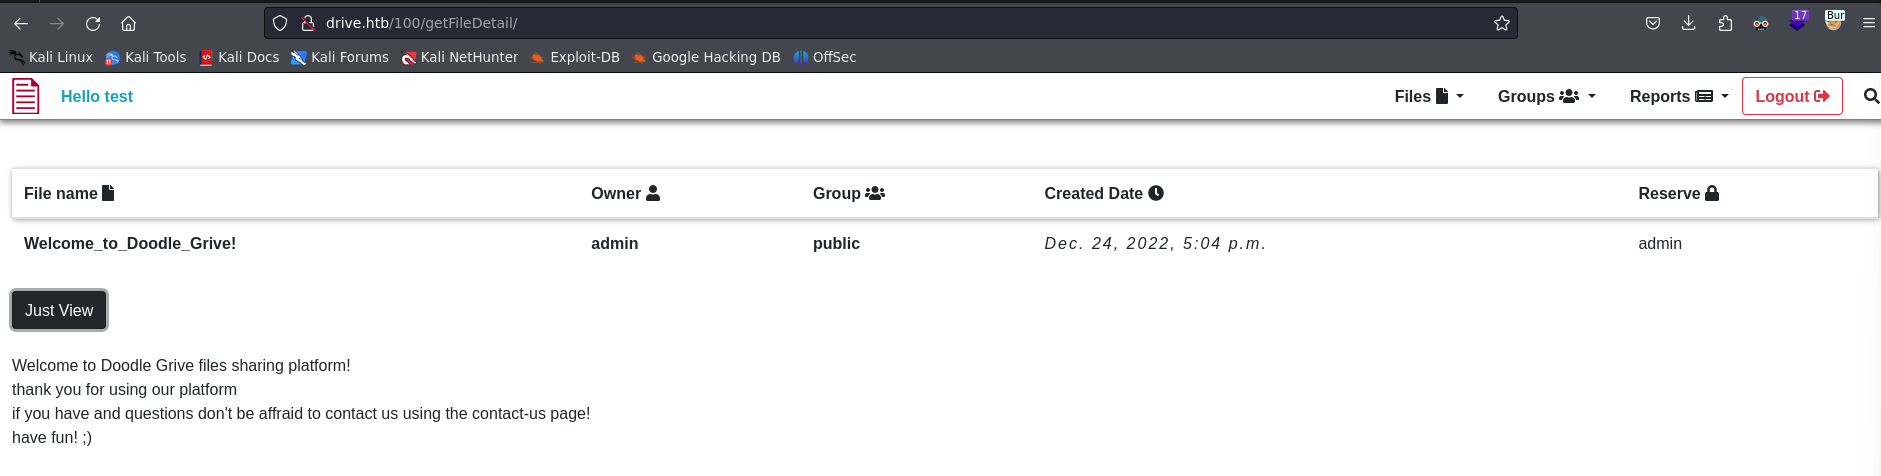 drive.htb/100/getFileDetail/
17
Bur
Kali Linux Kali Tools Kali Docs Kali Forums Kali NetHunter Exploit-DB Google Hacking DB OffSec
Hello test Files Groups Reports Logout
File name Owner Group Created Date Reserve
Welcome_to_Doodle_Grive! admin public Dec. 24, 2022, 5:04 p.m. admin
Just View
Welcome to Doodle Grive files sharing platform!
thank you for using our platform
if you have and questions don't be affraid to contact us using the contact-us page!
have fun! ;)